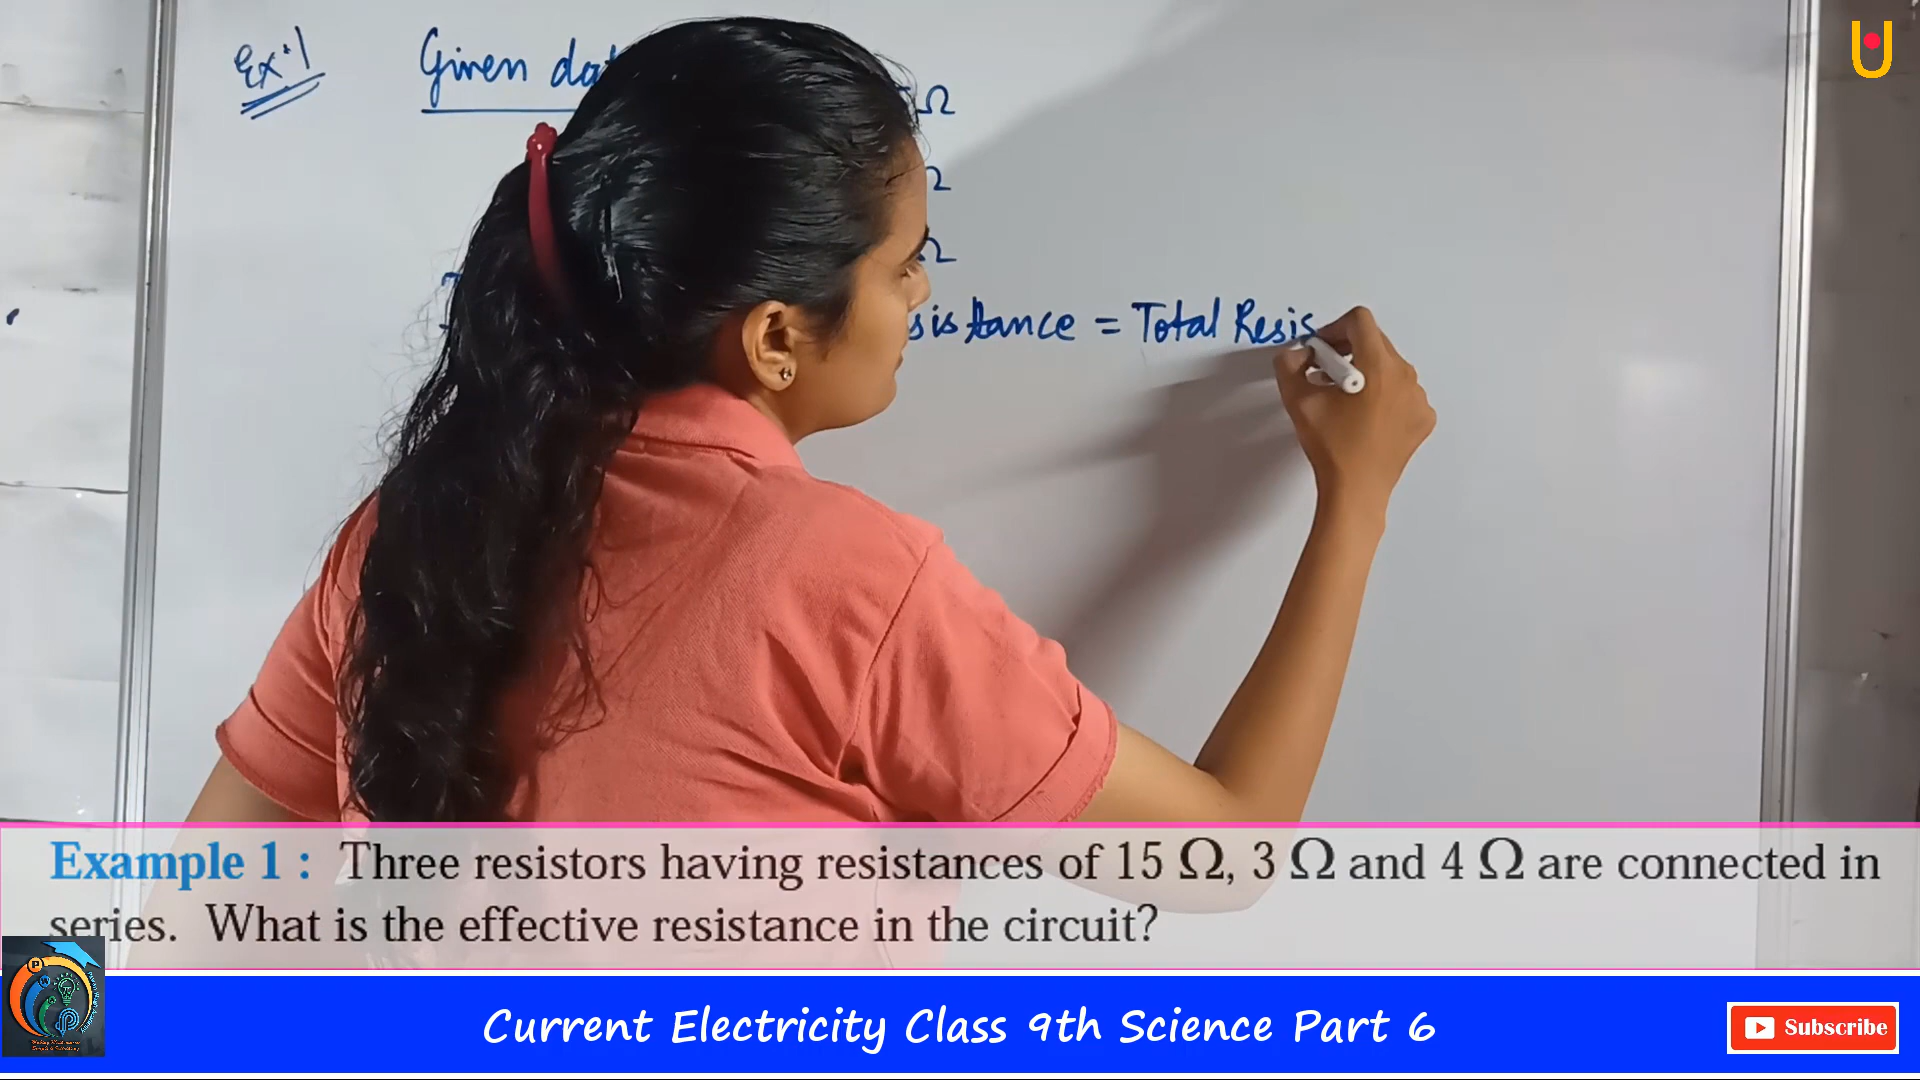 Ex.1
Given dat
Ω
Ω
Ω
sistance = Total Resis
Example 1 : Three resistors having resistances of 15 Ω, 3 Ω and 4 Ω are connected in
series. What is the effective resistance in the circuit?
Current Electricity Class 9th Science Part 6
Subscribe